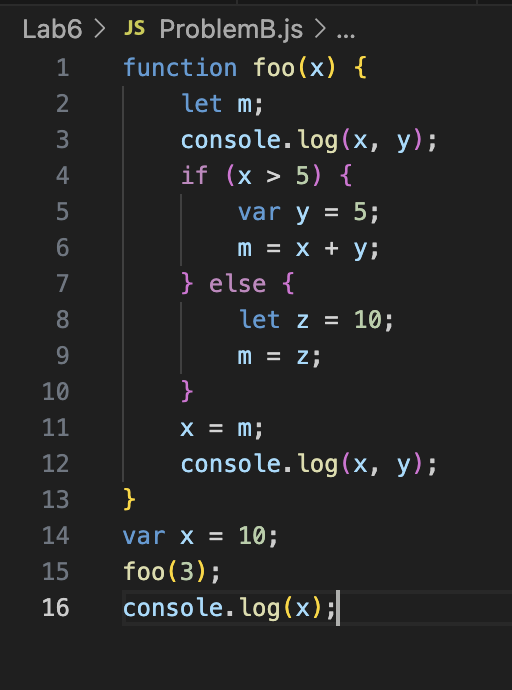 Lab6 > JS ProblemB.js > ...
1 function foo(x) {
2     let m;
3     console.log(x, y);
4     if (x > 5) {
5         var y = 5;
6         m = x + y;
7     } else {
8         let z = 10;
9         m = z;
10     }
11     x = m;
12     console.log(x, y);
13 }
14 var x = 10;
15 foo(3);
16 console.log(x);